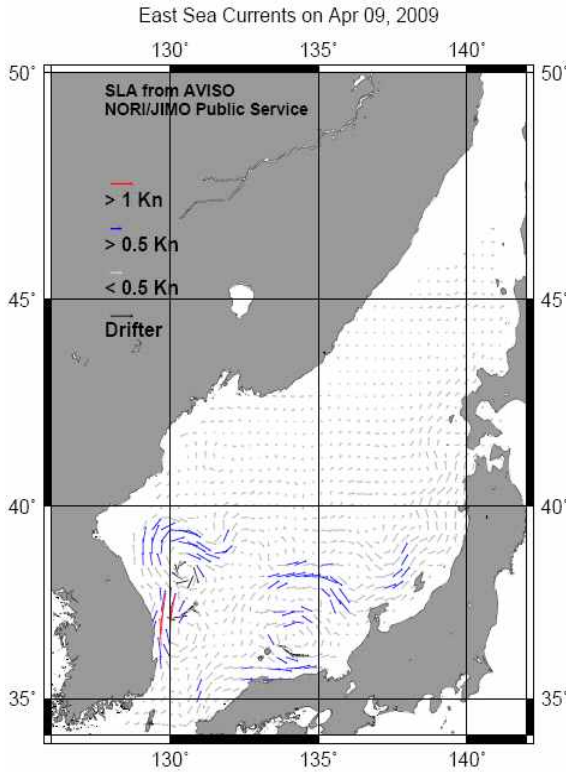 East Sea Currents on Apr 09, 2009
130° 135° 140°
50° 50°
SLA from AVISO
NORI/JIMO Public Service
> 1 Kn
> 0.5 Kn
45° 45°
< 0.5 Kn
Drifter
40° 40°
35° 35°
130° 135° 140°